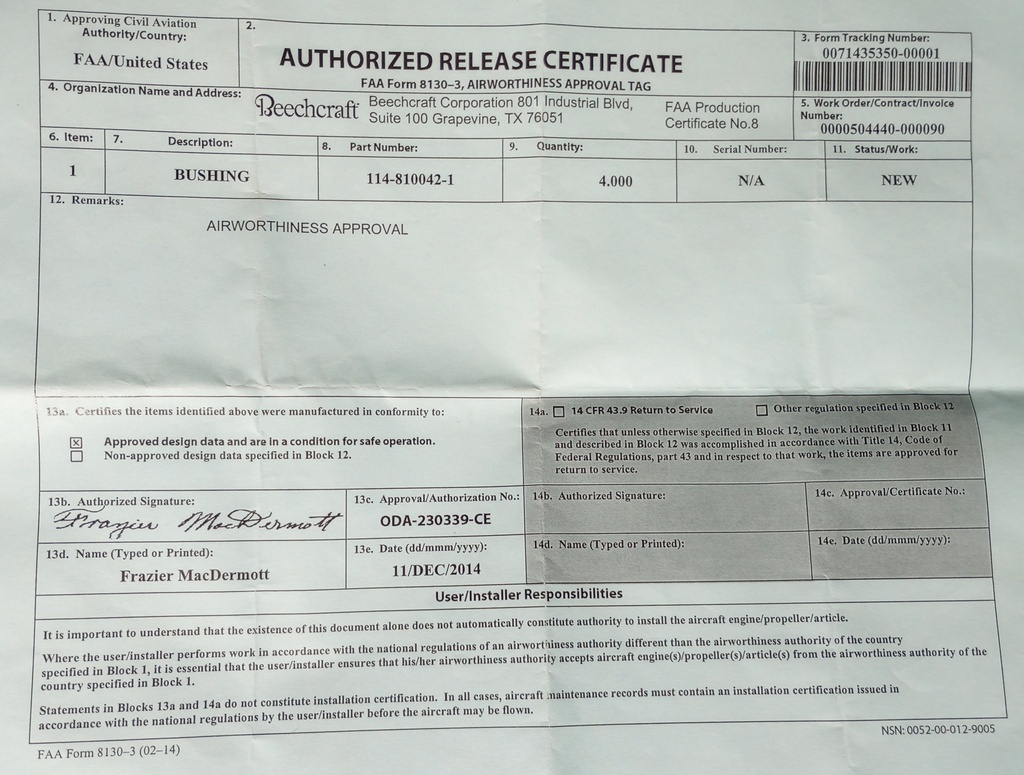 1. Approving Civil Aviation
Authority/Country:
FAA/United States
2.
AUTHORIZED RELEASE CERTIFICATE
FAA Form 8130–3, AIRWORTHINESS APPROVAL TAG
3. Form Tracking Number:
0071435350-00001
4. Organization Name and Address:
Beechcraft
Beechcraft Corporation 801 Industrial Blvd,
Suite 100 Grapevine, TX 76051
FAA Production
Certificate No.8
5. Work Order/Contract/Invoice
Number:
0000504440-000090
6. Item:
7. Description:
8. Part Number:
9. Quantity:
10. Serial Number:
11. Status/Work:
1
BUSHING
114-810042-1
4.000
N/A
NEW
12. Remarks:
AIRWORTHINESS APPROVAL
13a. Certifies the items identified above were manufactured in conformity to:
Approved design data and are in a condition for safe operation.
Non-approved design data specified in Block 12.
14a. 14 CFR 43.9 Return to Service
Other regulation specified in Block 12
Certifies that unless otherwise specified in Block 12, the work identified in Block 11
and described in Block 12 was accomplished in accordance with Title 14, Code of
Federal Regulations, part 43 and in respect to that work, the items are approved for
return to service.
13b. Authorized Signature:
Frazier MacDermott
13c. Approval/Authorization No.:
ODA-230339-CE
14b. Authorized Signature:
14c. Approval/Certificate No.:
13d. Name (Typed or Printed):
Frazier MacDermott
13e. Date (dd/mmm/yyyy):
11/DEC/2014
14d. Name (Typed or Printed):
14e. Date (dd/mmm/yyyy):
User/Installer Responsibilities
It is important to understand that the existence of this document alone does not automatically constitute authority to install the aircraft engine/propeller/article.
Where the user/installer performs work in accordance with the national regulations of an airworthiness authority different than the airworthiness authority of the country
specified in Block 1, it is essential that the user/installer ensures that his/her airworthiness authority accepts aircraft engine(s)/propeller(s)/article(s) from the airworthiness authority of the
country specified in Block 1.
Statements in Blocks 13a and 14a do not constitute installation certification. In all cases, aircraft maintenance records must contain an installation certification issued in
accordance with the national regulations by the user/installer before the aircraft may be flown.
FAA Form 8130–3 (02–14)
NSN: 0052-00-012-9005